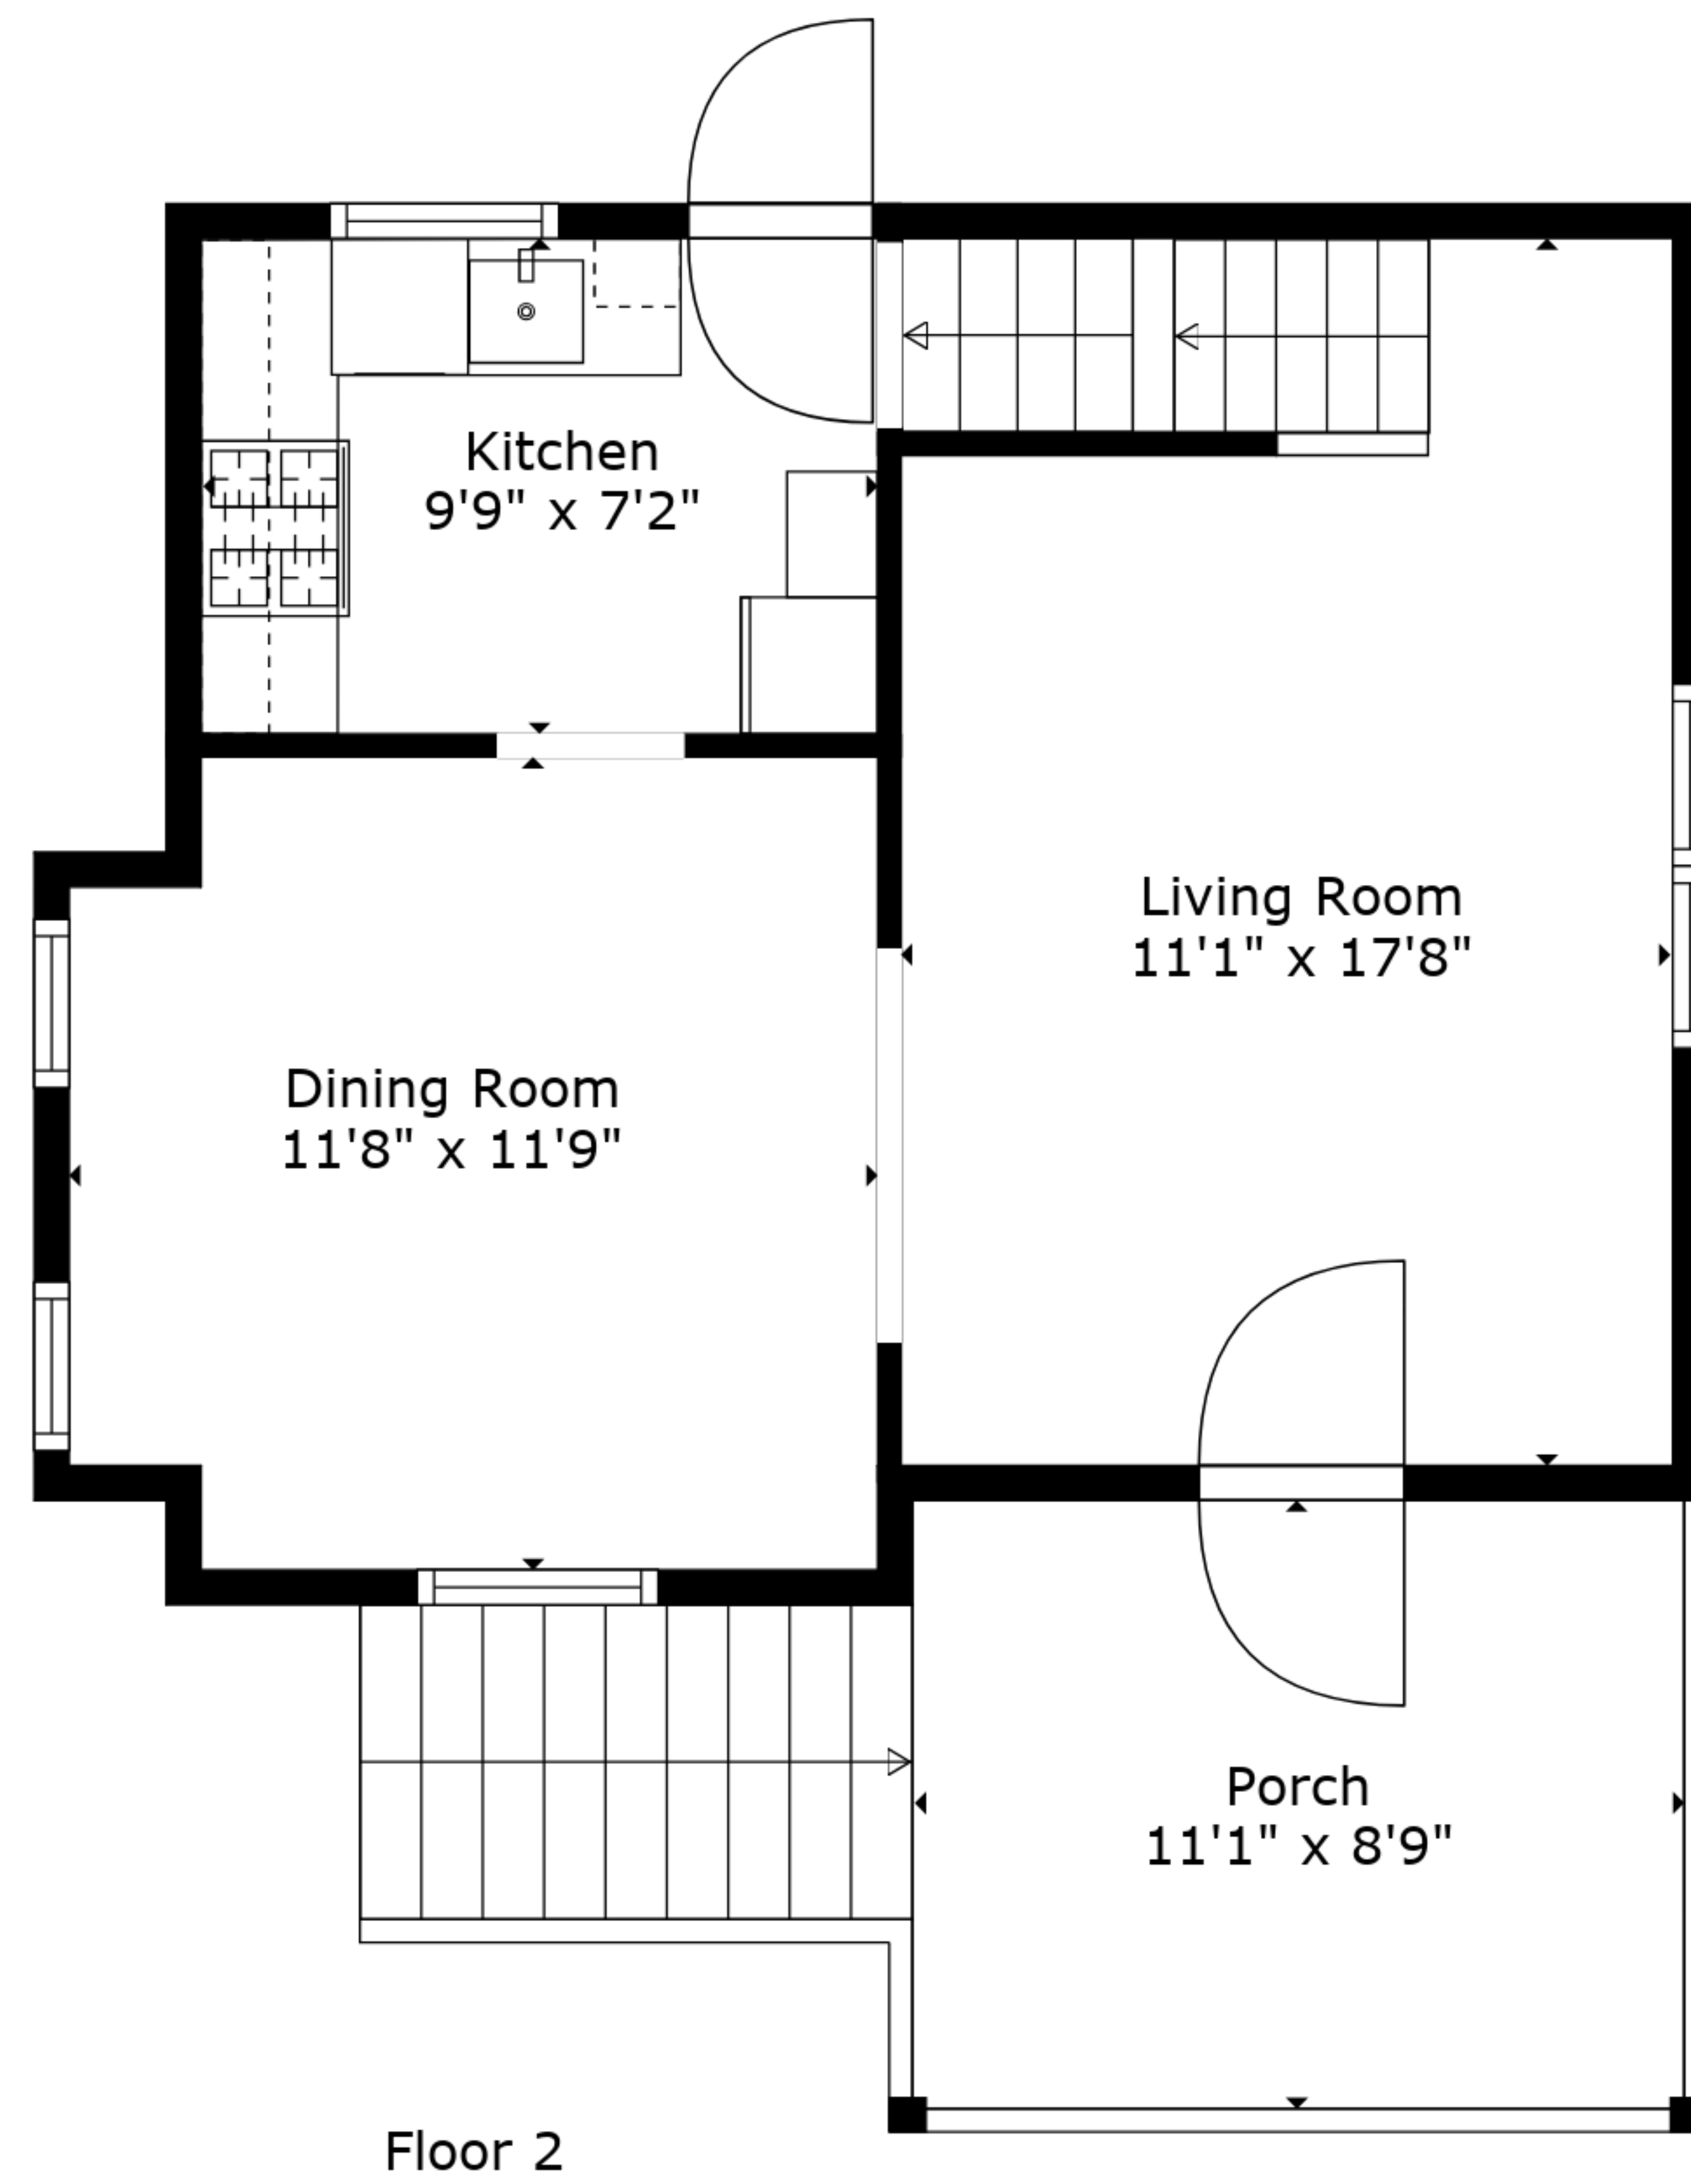 Kitchen
9'9" x 7'2"
Living Room
11'1" x 17'8"
Dining Room
11'8" x 11'9"
Porch
11'1" x 8'9"
Floor 2